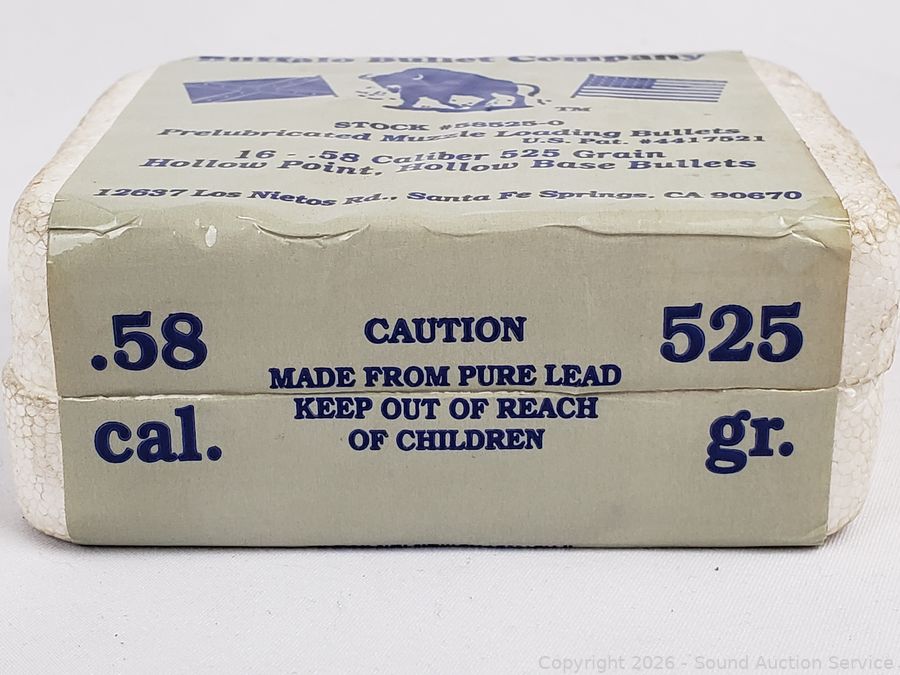 Buffalo Bullet Company
TM
STOCK #58525-0
Prelubricated Muzzle Loading Bullets
U.S. Pat. #4417521
16 - .58 Caliber 525 Grain
Hollow Point, Hollow Base Bullets
12637 Los Nietos Rd., Santa Fe Springs, CA 90670
.58
cal.
CAUTION
MADE FROM PURE LEAD
KEEP OUT OF REACH
OF CHILDREN
525
gr.
Copyright 2026 - Sound Auction Service